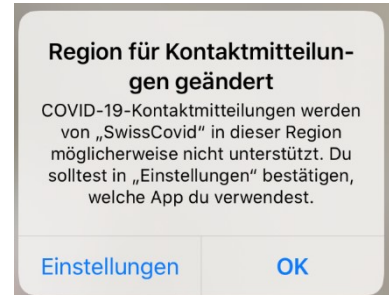 Region für Kontaktmitteilun-
gen geändert
COVID-19-Kontaktmitteilungen werden
von „SwissCovid“ in dieser Region
möglicherweise nicht unterstützt. Du
solltest in „Einstellungen“ bestätigen,
welche App du verwendest.
Einstellungen OK